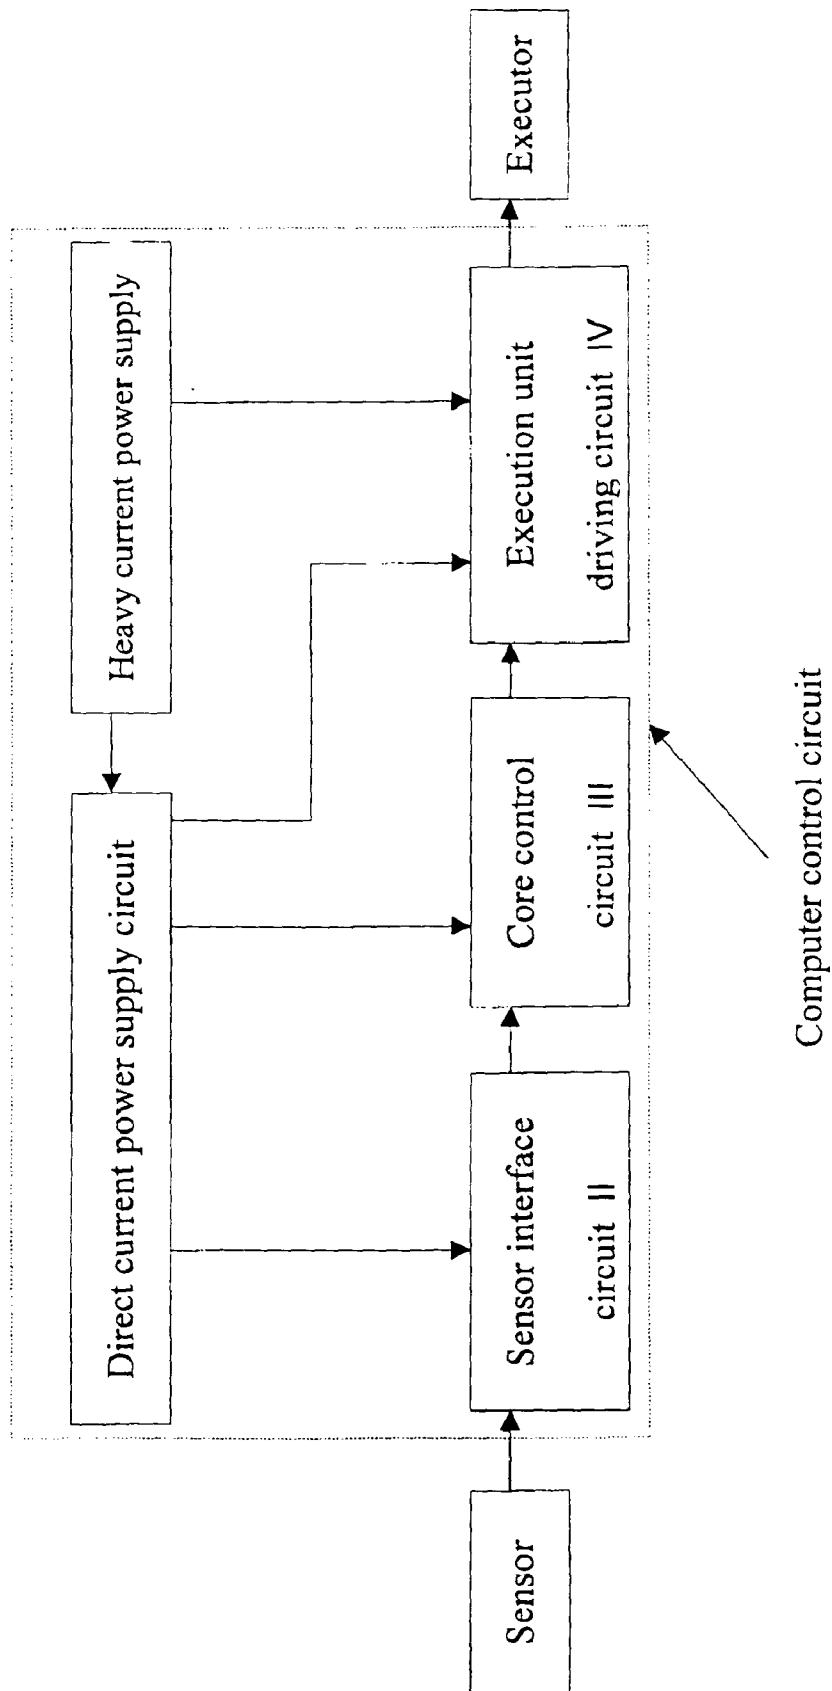 Direct current power supply circuit
Heavy current power supply
Sensor
Sensor interface
circuit II
Core control
circuit III
Execution unit
driving circuit IV
Executor
Computer control circuit